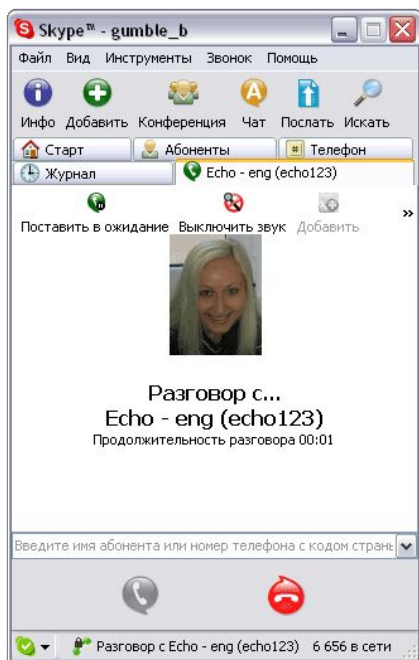 Skype™ - gumble_b
Файл Вид Инструменты Звонок Помощь
Инфо Добавить Конференция Чат Послать Искать
Старт Абоненты Телефон
Журнал Echo - eng (echo123)
Поставить в ожидание Выключить звук Добавить »
Разговор с...
Echo - eng (echo123)
Продолжительность разговора 00:01
Введите имя абонента или номер телефона с кодом страны
Разговор с Echo - eng (echo123) 6 656 в сети